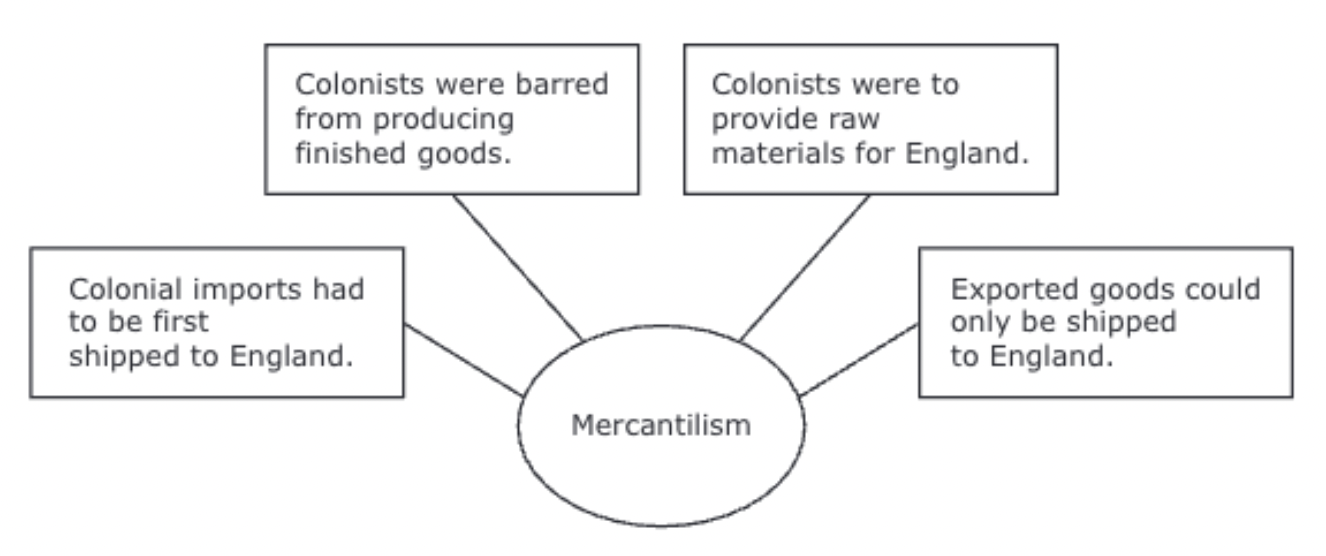 Colonists were barred
from producing
finished goods.
Colonists were to
provide raw
materials for England.
Colonial imports had
to be first
shipped to England.
Exported goods could
only be shipped
to England.
Mercantilism